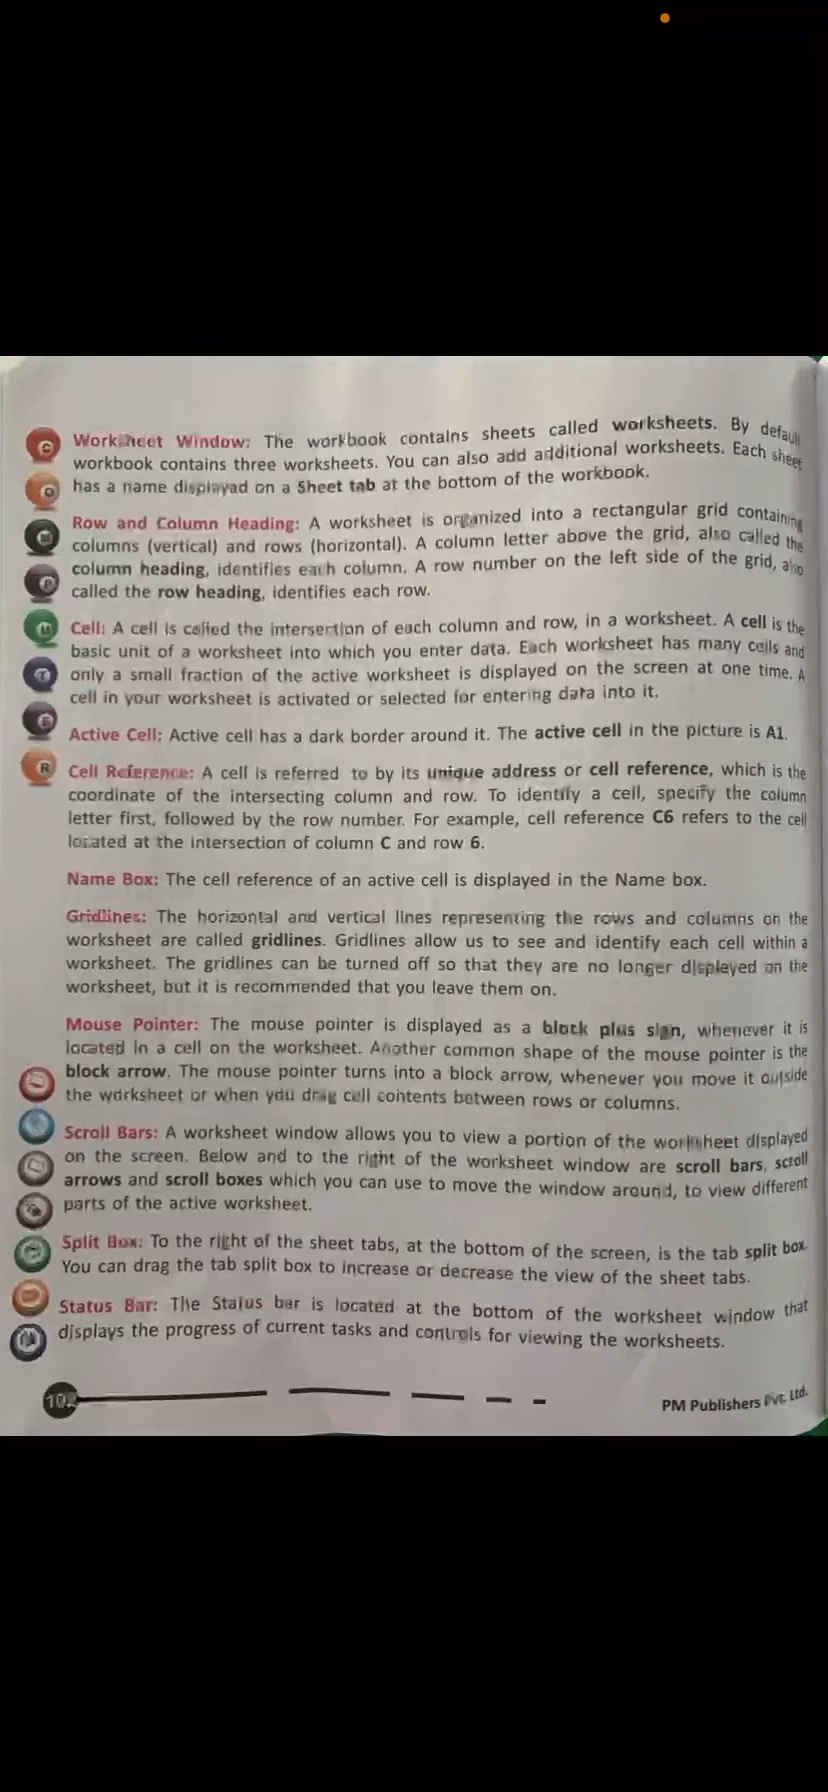 Worksheet Window: The workbook contains sheets called worksheets. By default
workbook contains three worksheets. You can also add additional worksheets. Each sheet
has a name displayed on a Sheet tab at the bottom of the workbook.
Row and Column Heading: A worksheet is organized into a rectangular grid containing
columns (vertical) and rows (horizontal). A column letter above the grid, also called the
column heading, identifies each column. A row number on the left side of the grid, also
called the row heading, identifies each row.
Cell: A cell is called the intersection of each column and row, in a worksheet. A cell is the
basic unit of a worksheet into which you enter data. Each worksheet has many cells and
only a small fraction of the active worksheet is displayed on the screen at one time. A
cell in your worksheet is activated or selected for entering data into it.
Active Cell: Active cell has a dark border around it. The active cell in the picture is A1.
Cell Reference: A cell is referred to by its unique address or cell reference, which is the
coordinate of the intersecting column and row. To identify a cell, specify the column
letter first, followed by the row number. For example, cell reference C6 refers to the cell
located at the intersection of column C and row 6.
Name Box: The cell reference of an active cell is displayed in the Name box.
Gridlines: The horizontal and vertical lines representing the rows and columns on the
worksheet are called gridlines. Gridlines allow us to see and identify each cell within a
worksheet. The gridlines can be turned off so that they are no longer displayed on the
worksheet, but it is recommended that you leave them on.
Mouse Pointer: The mouse pointer is displayed as a block plus sign, whenever it is
located in a cell on the worksheet. Another common shape of the mouse pointer is the
block arrow. The mouse pointer turns into a block arrow, whenever you move it outside
the worksheet or when you drag cell contents between rows or columns.
Scroll Bars: A worksheet window allows you to view a portion of the worksheet displayed
on the screen. Below and to the right of the worksheet window are scroll bars, scroll
arrows and scroll boxes which you can use to move the window around, to view different
parts of the active worksheet.
Split Box: To the right of the sheet tabs, at the bottom of the screen, is the tab split box.
You can drag the tab split box to increase or decrease the view of the sheet tabs.
Status Bar: The Status bar is located at the bottom of the worksheet window that
displays the progress of current tasks and controls for viewing the worksheets.
PM Publishers Pvt. Ltd.